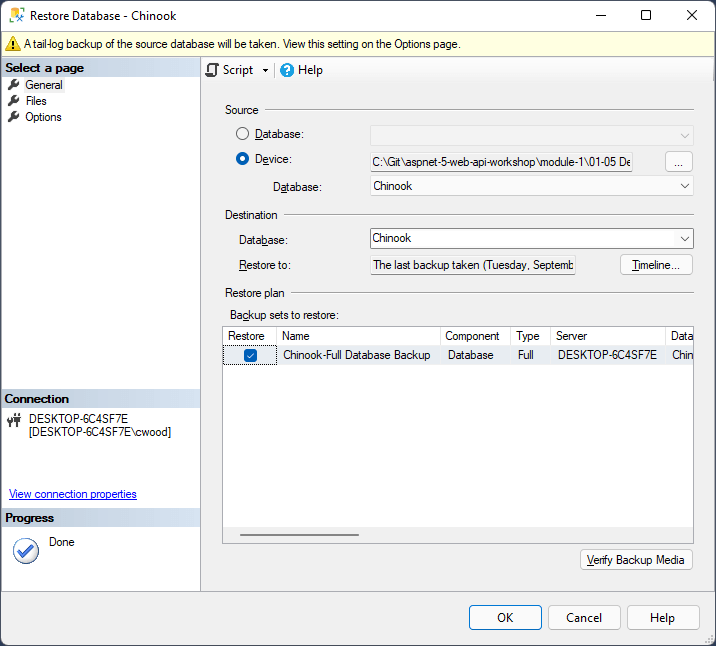 Restore Database - Chinook
A tail-log backup of the source database will be taken. View this setting on the Options page.
Select a page
General
Files
Options
Script
Help
Source
Database:
Device:
C:\Git\aspnet-5-web-api-workshop\module-1\01-05 De
...
Database:
Chinook
Destination
Database:
Chinook
Restore to:
The last backup taken (Tuesday, Septemb
Timeline...
Restore plan
Backup sets to restore:
Restore Name Component Type Server Data
Chinook-Full Database Backup Database Full DESKTOP-6C4SF7E Chin
Verify Backup Media
Connection
DESKTOP-6C4SF7E
[DESKTOP-6C4SF7E\cwood]
View connection properties
Progress
Done
OK
Cancel
Help